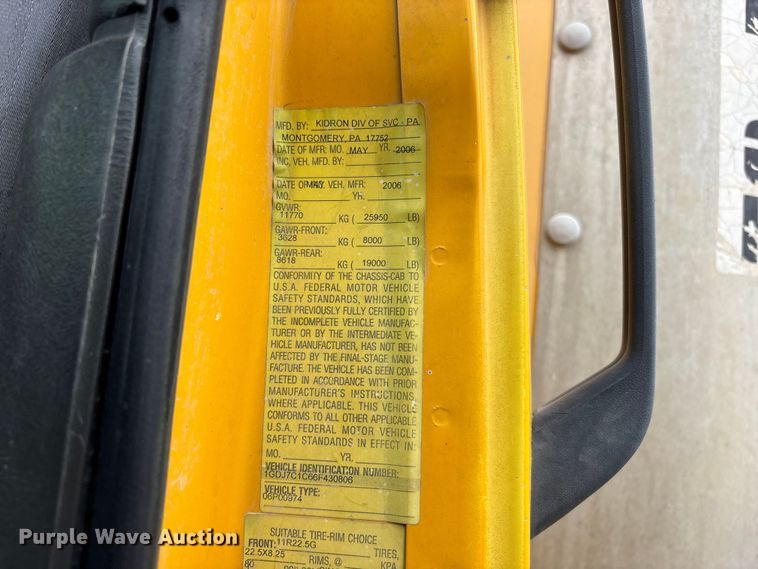 MFD. BY: KIDRON DIV OF SVC - PA
MONTGOMERY, PA 17752
DATE OF MFR: MO. MAY YR. 2006
INC. VEH. MFD. BY:
DATE OF INC. VEH. MFR: MAY 2006
MO. YR.
GVWR:
11770 KG ( 25950 LB)
GAWR-FRONT:
3628 KG ( 8000 LB)
GAWR-REAR:
8618 KG ( 19000 LB)
CONFORMITY OF THE CHASSIS-CAB TO
U.S.A. FEDERAL MOTOR VEHICLE
SAFETY STANDARDS, WHICH HAVE
BEEN PREVIOUSLY FULLY CERTIFIED BY
THE INCOMPLETE VEHICLE MANUFAC-
TURER OR BY THE INTERMEDIATE VE-
HICLE MANUFACTURER, HAS NOT BEEN
AFFECTED BY THE FINAL-STAGE MANU-
FACTURE. THE VEHICLE HAS BEEN COM-
PLETED IN ACCORDANCE WITH PRIOR
MANUFACTURER'S INSTRUCTIONS,
WHERE APPLICABLE. THIS VEHICLE
CONFORMS TO ALL OTHER APPLICABLE
U.S.A. FEDERAL MOTOR VEHICLE
SAFETY STANDARDS IN EFFECT IN:
MO. YR.
VEHICLE IDENTIFICATION NUMBER:
1GDJ7C1C66F430806
VEHICLE TYPE:
06P00974
SUITABLE TIRE-RIM CHOICE
FRONT: 11R22.5G TIRES,
22.5X8.25 RIMS, @ KPA
Purple Wave Auction